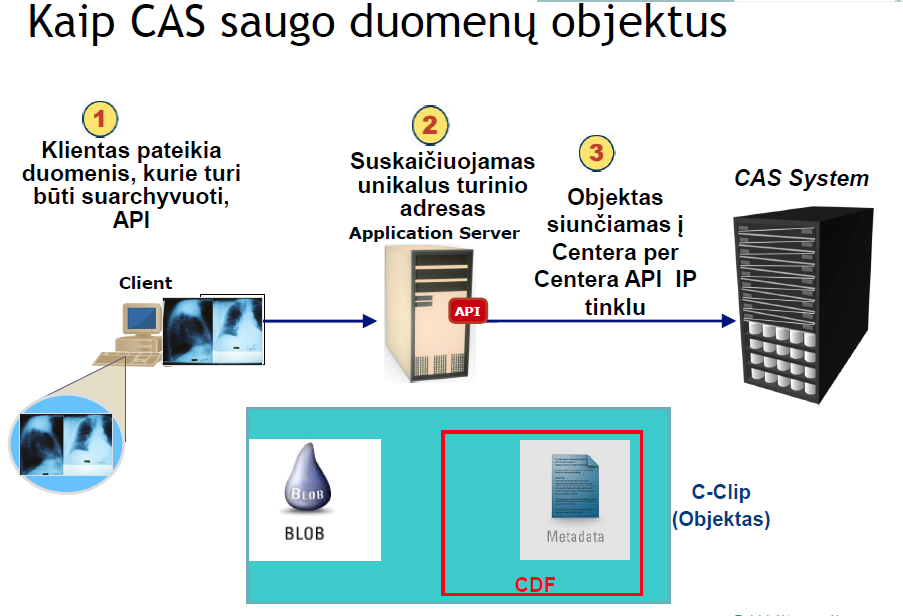 Kaip CAS saugo duomenų objektus
1
Klientas pateikia
duomenis, kurie turi
būti suarchyvuoti,
API
2
Suskaičiuojamas
unikalus turinio
adresas
Application Server
3
Objektas
siunčiamas į
Centera per
Centera API IP
tinklu
CAS System
Client
API
BLOB
BLOB
Metadata
CDF
C-Clip
(Objektas)